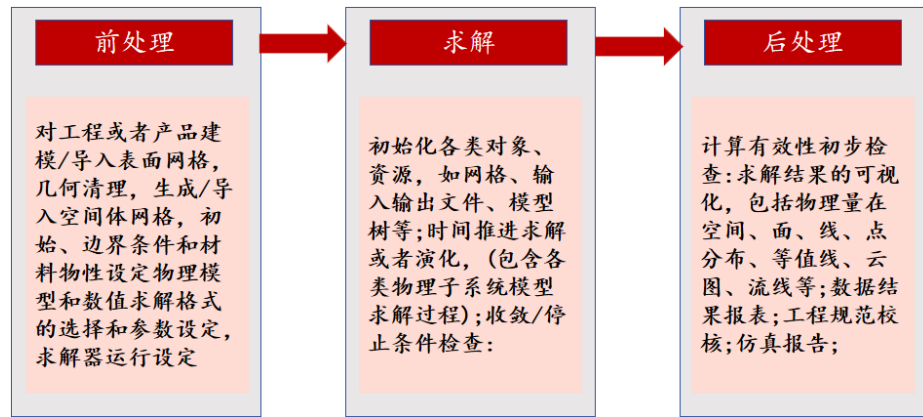 前处理
对工程或者产品建
模/导入表面网格，
几何清理，生成/导
入空间体网格，初
始、边界条件和材
料物性设定物理模
型和数值求解格式
的选择和参数设定，
求解器运行设定
求解
初始化各类对象、
资源，如网格、输
入输出文件、模型
树等；时间推进求解
或者演化，（包含各
类物理子系统模型
求解过程）；收敛/停
止条件检查：
后处理
计算有效性初步检
查：求解结果的可视
化，包括物理量在
空间、面、线、点
分布、等值线、云
图、流线等；数据结
果报表；工程规范校
核；仿真报告；